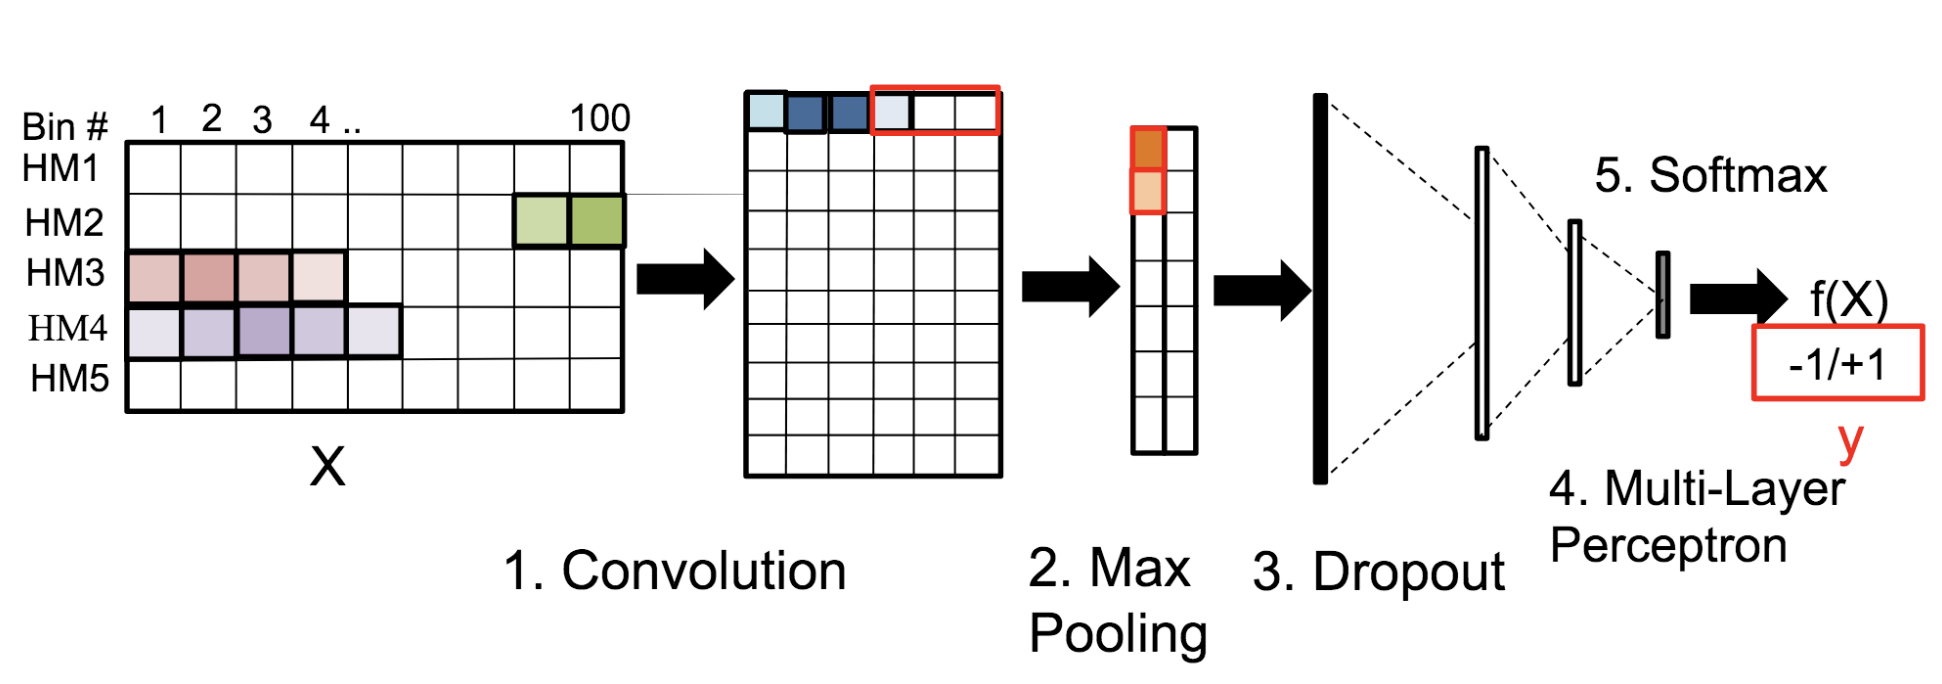 Bin # 1 2 3 4 .. 100
HM1
HM2
HM3
HM4
HM5
X
1. Convolution
2. Max
Pooling
3. Dropout
4. Multi-Layer
Perceptron
5. Softmax
f(X)
-1/+1
y